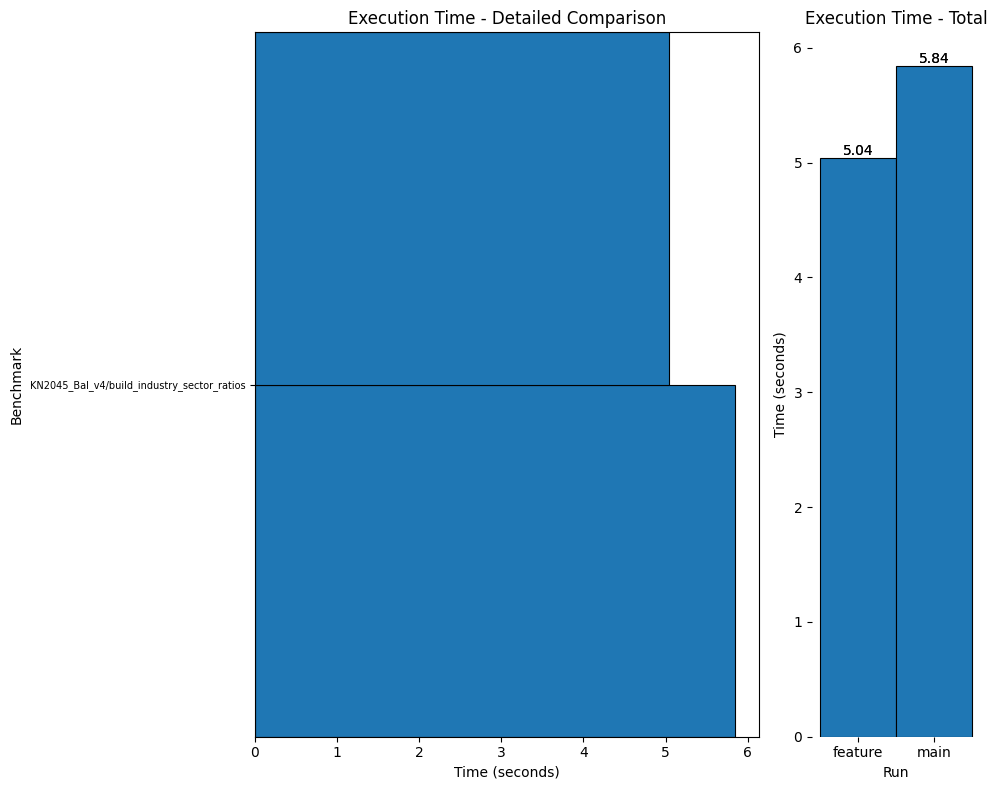 Execution Time - Detailed Comparison
Benchmark
KN2045_Bal_v4/build_industry_sector_ratios
0 1 2 3 4 5 6
Time (seconds)
Execution Time - Total
Time (seconds)
6
5
4
3
2
1
0
5.04
5.84
feature main
Run